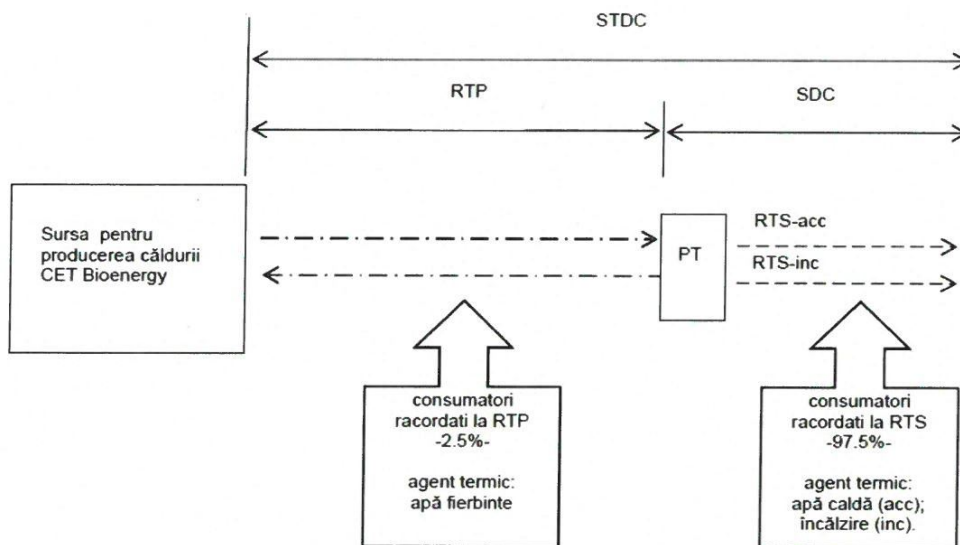 STDC
RTP
SDC
Sursa pentru
producerea căldurii
CET Bioenergy
PT
RTS-acc
RTS-inc
consumatori
racordati la RTP
-2.5%-
agent termic:
apă fierbinte
consumatori
racordati la RTS
-97.5%-
agent termic:
apă caldă (acc);
încălzire (inc).